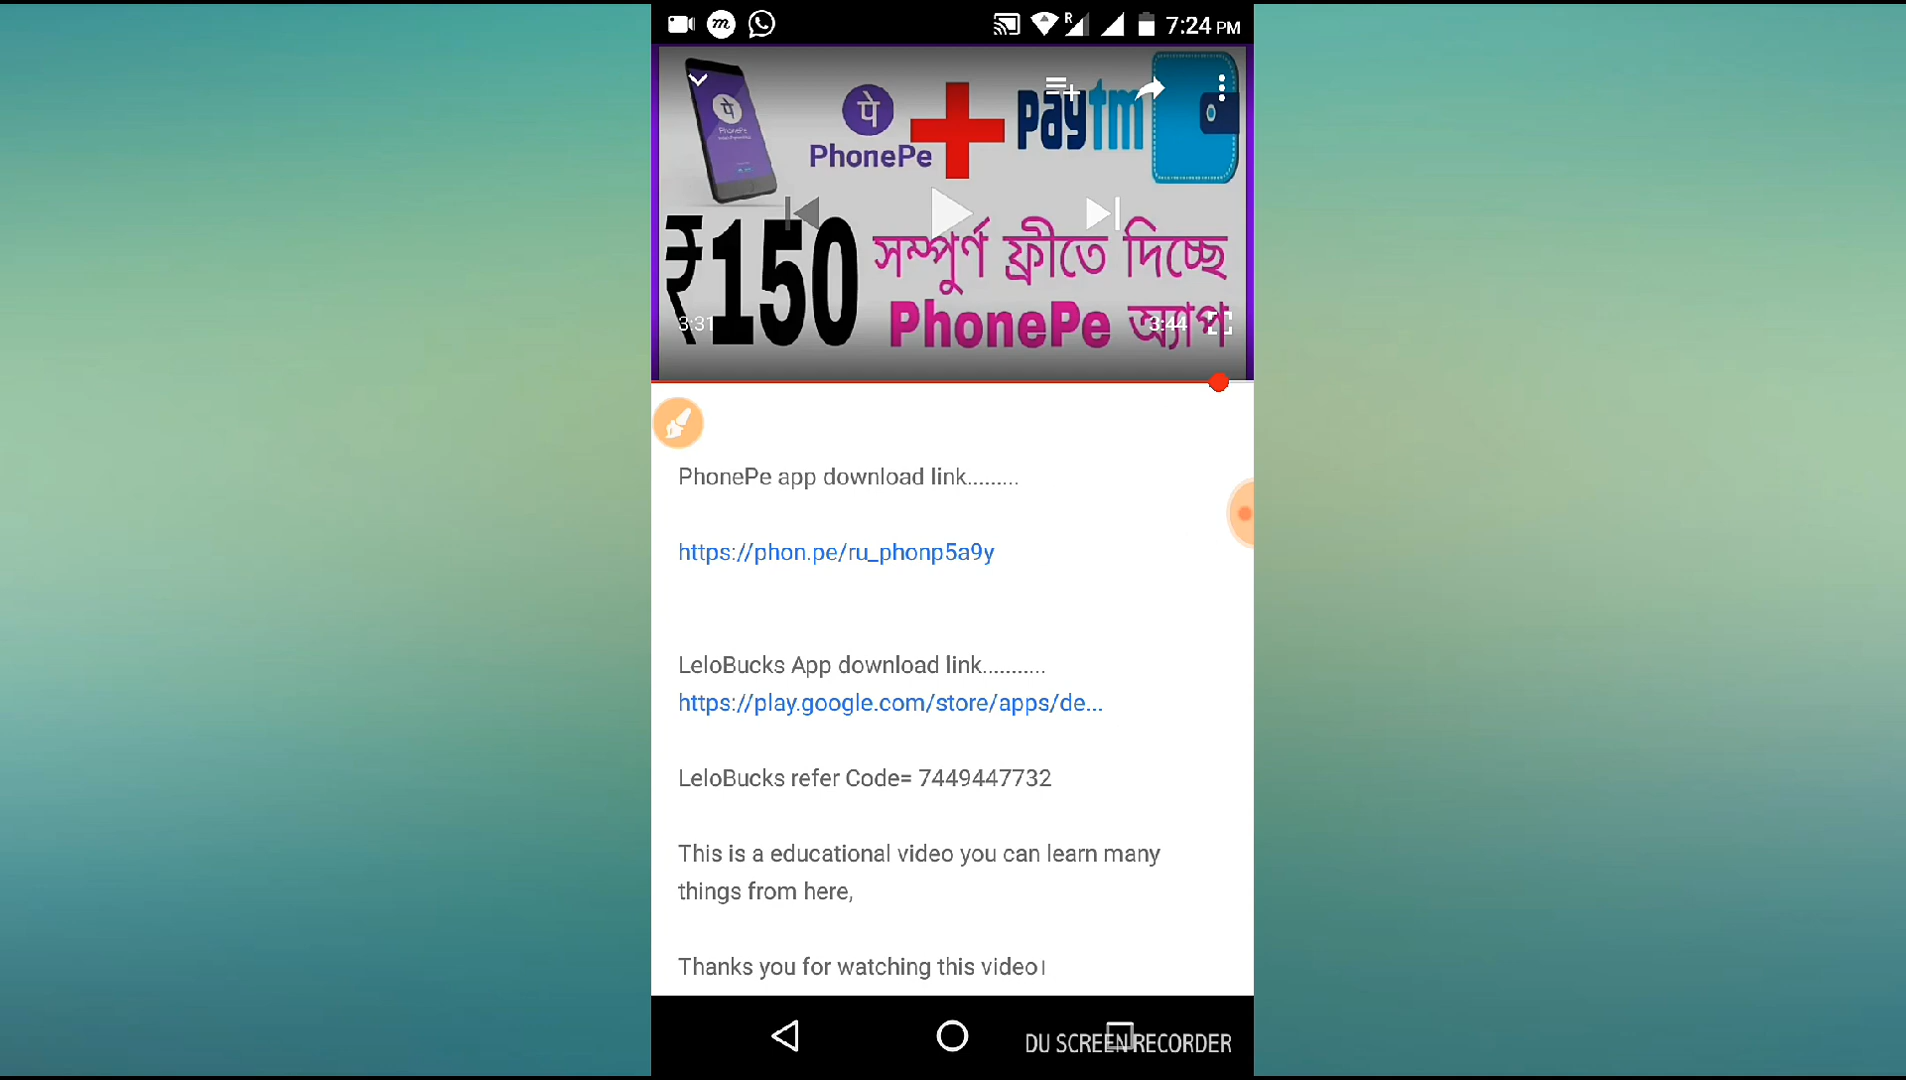 7:24 PM
पे
PhonePe
paytm
₹150 সম্পুর্ণ ফ্রীতে দিচ্ছে
PhonePe অ্যাপ
3:31
3:44
PhonePe app download link.........
https://phon.pe/ru_phonp5a9y
LeloBucks App download link...........
https://play.google.com/store/apps/de...
LeloBucks refer Code= 7449447732
This is a educational video you can learn many
things from here,
Thanks you for watching this video।
DU SCREEN RECORDER